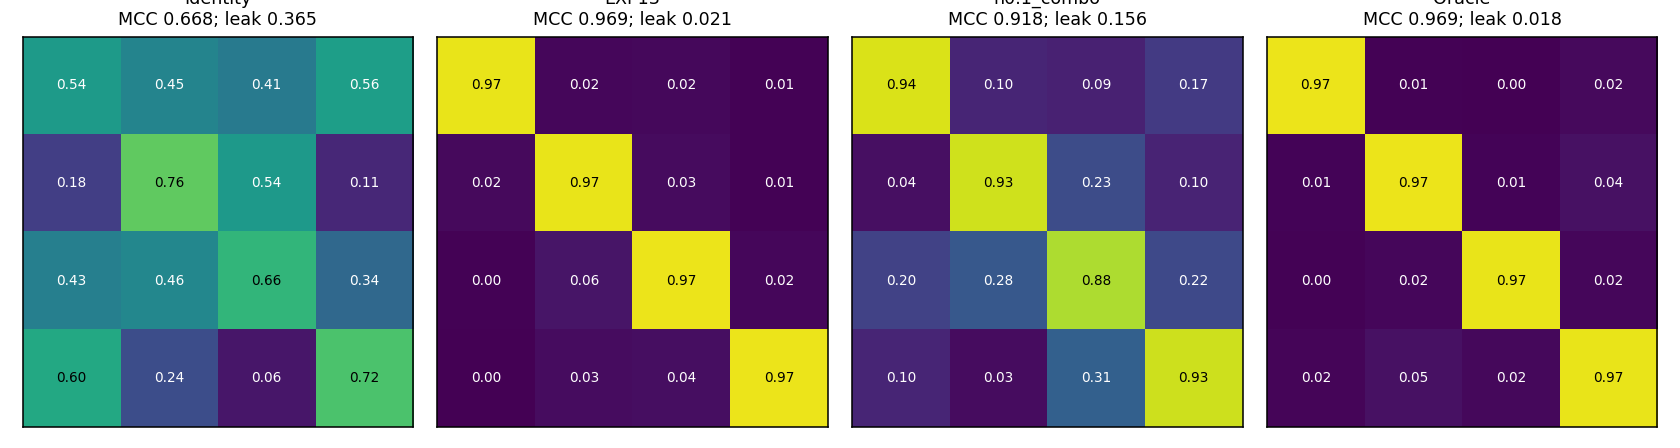 Identity
MCC 0.668; leak 0.365
MCC 0.969; leak 0.021
MCC 0.918; leak 0.156
Oracle
MCC 0.969; leak 0.018
0.54 0.45 0.41 0.56
0.18 0.76 0.54 0.11
0.43 0.46 0.66 0.34
0.60 0.24 0.06 0.72
0.97 0.02 0.02 0.01
0.02 0.97 0.03 0.01
0.00 0.06 0.97 0.02
0.00 0.03 0.04 0.97
0.94 0.10 0.09 0.17
0.04 0.93 0.23 0.10
0.20 0.28 0.88 0.22
0.10 0.03 0.31 0.93
0.97 0.01 0.00 0.02
0.01 0.97 0.01 0.04
0.00 0.02 0.97 0.02
0.02 0.05 0.02 0.97